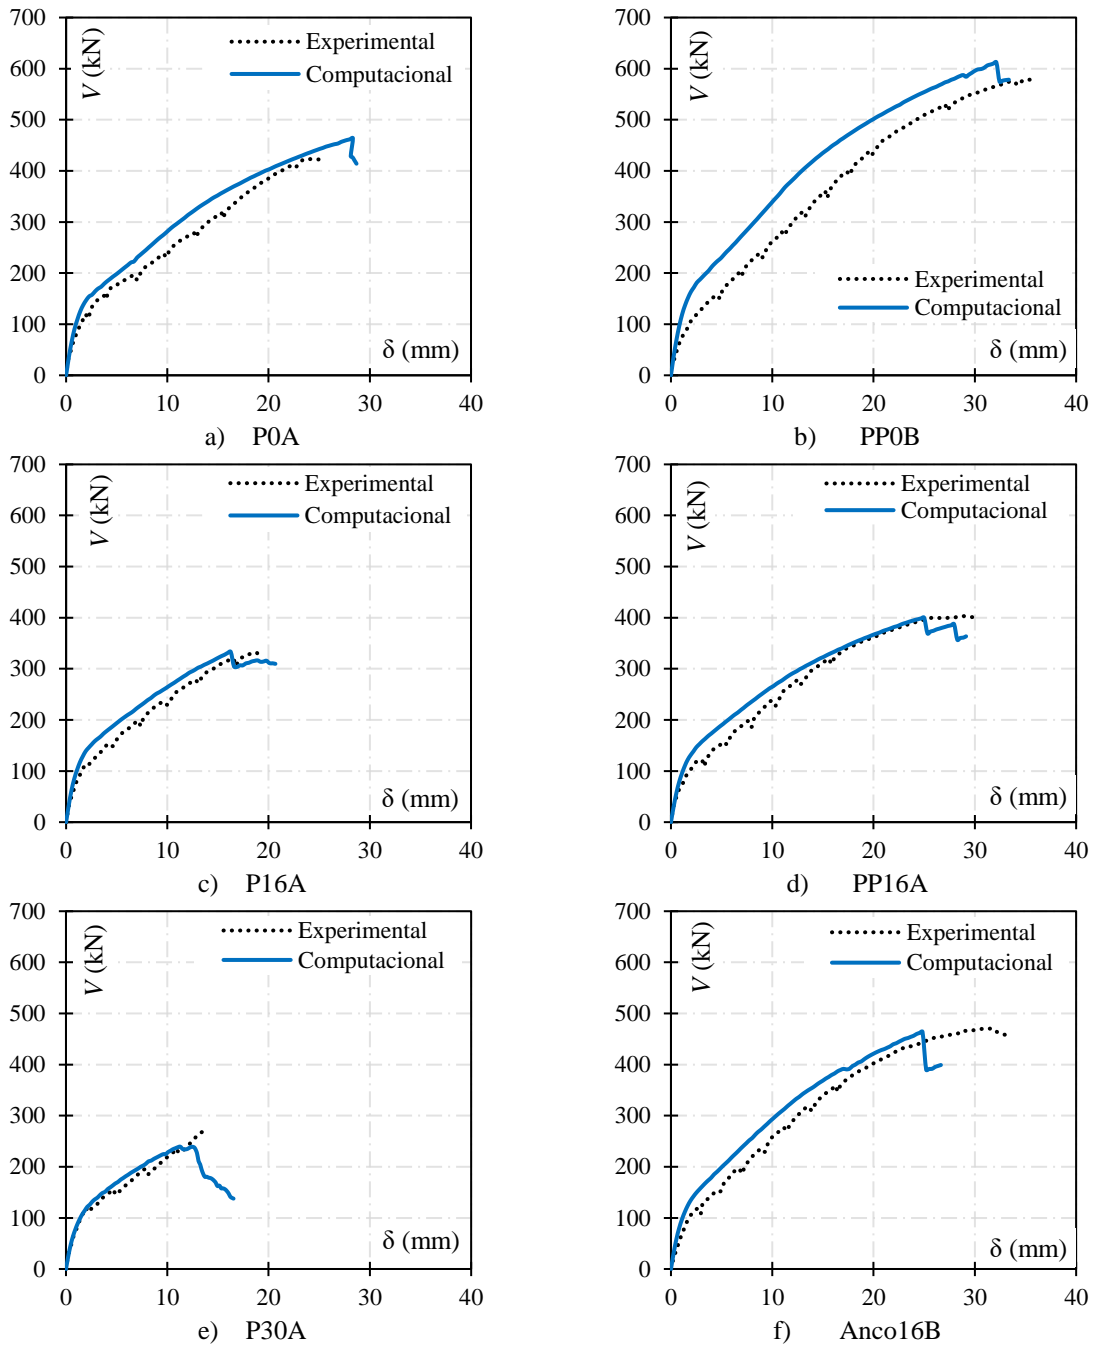 700
600
500
400
300
200
100
0
V (kN)
Experimental
Computacional
δ (mm)
0 10 20 30 40
a) P0A
700
600
500
400
300
200
100
0
V (kN)
Experimental
Computacional
δ (mm)
0 10 20 30 40
b) PP0B
700
600
500
400
300
200
100
0
V (kN)
Experimental
Computacional
δ (mm)
0 10 20 30 40
c) P16A
700
600
500
400
300
200
100
0
V (kN)
Experimental
Computacional
δ (mm)
0 10 20 30 40
d) PP16A
700
600
500
400
300
200
100
0
V (kN)
Experimental
Computacional
δ (mm)
0 10 20 30 40
e) P30A
700
600
500
400
300
200
100
0
V (kN)
Experimental
Computacional
δ (mm)
0 10 20 30 40
f) Anco16B